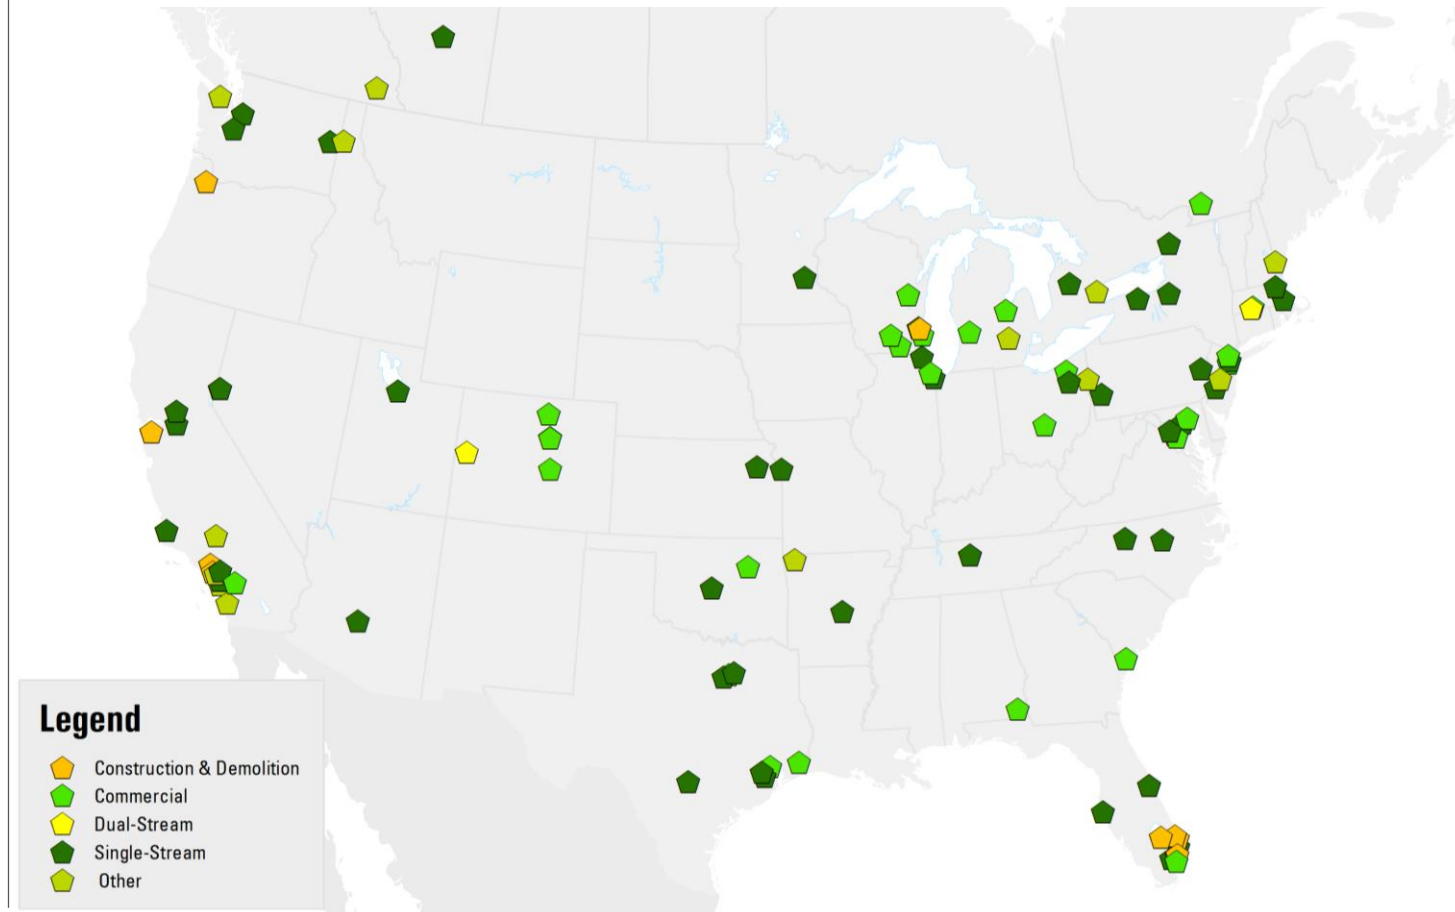 Legend
Construction & Demolition
Commercial
Dual-Stream
Single-Stream
Other